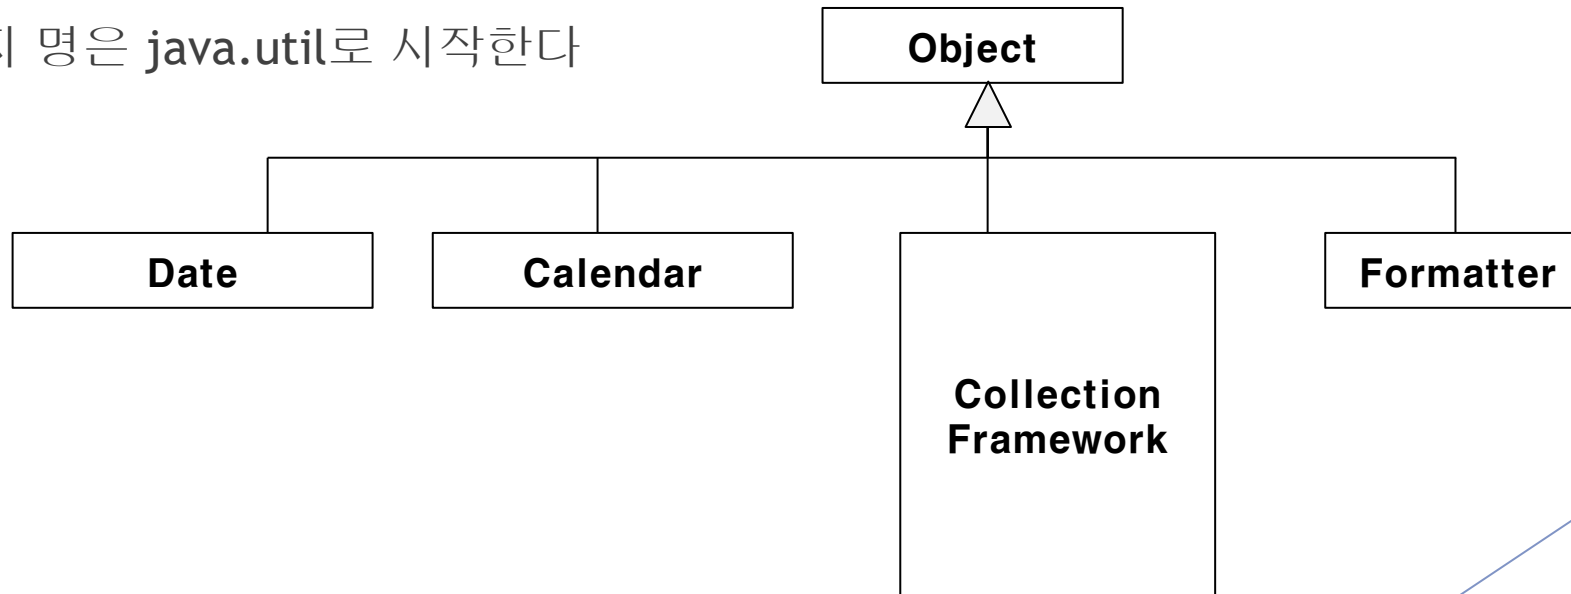 명은 java.util로 시작한다
Object
Date
Calendar
Formatter
Collection
Framework